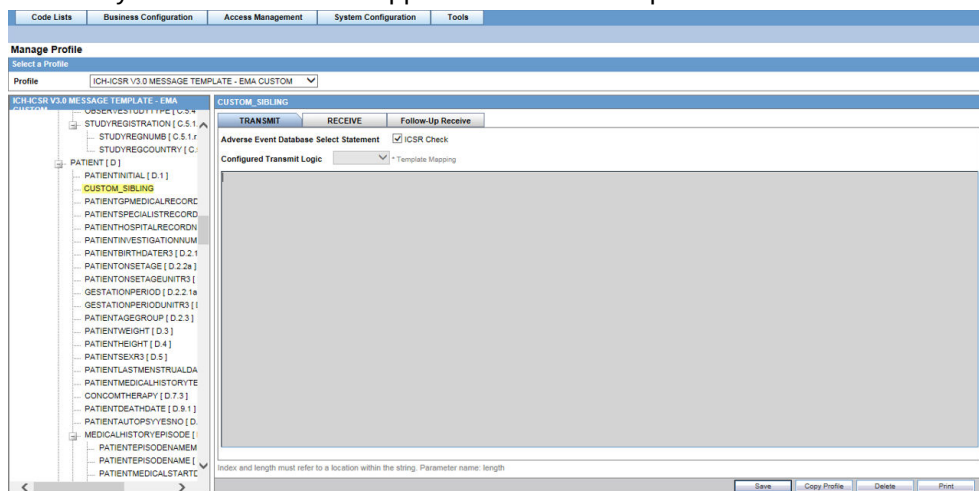 Code Lists Business Configuration Access Management System Configuration Tools
Manage Profile
Select a Profile
Profile ICH-ICSR V3.0 MESSAGE TEMPLATE - EMA CUSTOM
ICH-ICSR V3.0 MESSAGE TEMPLATE - EMA
CUSTOM
OBSERVESTUDYTYPE [ C.5.4
STUDYREGISTRATION [ C.5.1
STUDYREGNUMB [ C.5.1.r
STUDYREGCOUNTRY [ C.
PATIENT [ D ]
PATIENTINITIAL [ D.1 ]
CUSTOM_SIBLING
PATIENTGPMEDICALRECORD
PATIENTSPECIALISTRECORD
PATIENTHOSPITALRECORDN
PATIENTINVESTIGATIONNUM
PATIENTBIRTHDATER3 [ D.2.1
PATIENTONSETAGE [ D.2.2a ]
PATIENTONSETAGEUNITR3 [
GESTATIONPERIOD [ D.2.2.1a
GESTATIONPERIODUNITR3 [
PATIENTAGEGROUP [ D.2.3 ]
PATIENTWEIGHT [ D.3 ]
PATIENTHEIGHT [ D.4 ]
PATIENTSEXR3 [ D.5 ]
PATIENTLASTMENSTRUALDA
PATIENTMEDICALHISTORYTE
CONCOMTHERAPY [ D.7.3 ]
PATIENTDEATHDATE [ D.9.1 ]
PATIENTAUTOPSYYESNO [ D.
MEDICALHISTORYEPISODE [
PATIENTEPISODENAMEM
PATIENTEPISODENAME [
PATIENTMEDICALSTARTD
CUSTOM_SIBLING
TRANSMIT RECEIVE Follow-Up Receive
Adverse Event Database Select Statement ICSR Check
Configured Transmit Logic * Template Mapping
Index and length must refer to a location within the string. Parameter name: length
Save Copy Profile Delete Print